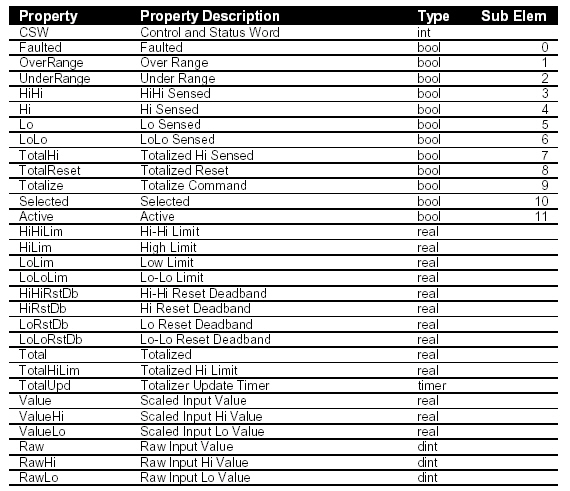 Property Property Description Type Sub Elem
CSW Control and Status Word int
Faulted Faulted bool 0
OverRange Over Range bool 1
UnderRange Under Range bool 2
HiHi HiHi Sensed bool 3
Hi Hi Sensed bool 4
Lo Lo Sensed bool 5
LoLo LoLo Sensed bool 6
TotalHi Totalized Hi Sensed bool 7
TotalReset Totalized Reset bool 8
Totalize Totalize Command bool 9
Selected Selected bool 10
Active Active bool 11
HiHiLim Hi-Hi Limit real
HiLim High Limit real
LoLim Low Limit real
LoLoLim Lo-Lo Limit real
HiHiRstDb Hi-Hi Reset Deadband real
HiRstDb Hi Reset Deadband real
LoRstDb Lo Reset Deadband real
LoLoRstDb Lo-Lo Reset Deadband real
Total Totalized real
TotalHiLim Totalized Hi Limit real
TotalUpd Totalizer Update Timer timer
Value Scaled Input Value real
ValueHi Scaled Input Hi Value real
ValueLo Scaled Input Lo Value real
Raw Raw Input Value dint
RawHi Raw Input Hi Value dint
RawLo Raw Input Lo Value dint